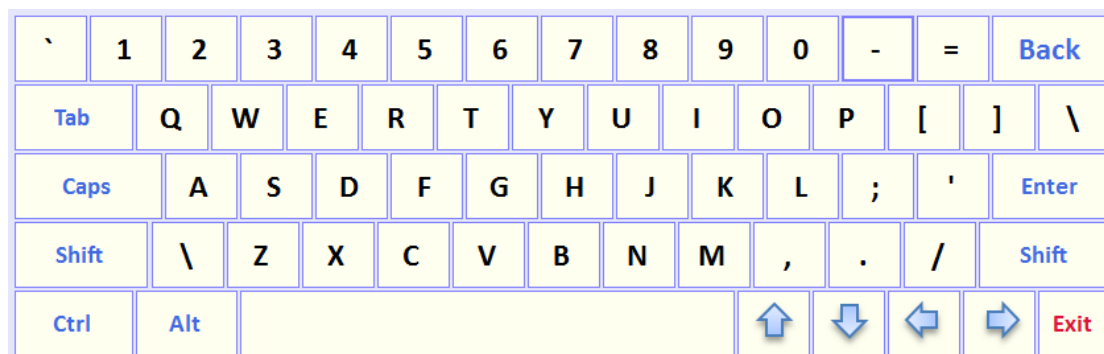 ` 1 2 3 4 5 6 7 8 9 0 - = Back
Tab Q W E R T Y U I O P [ ] \
Caps A S D F G H J K L ; ' Enter
Shift \ Z X C V B N M , . / Shift
Ctrl Alt Exit